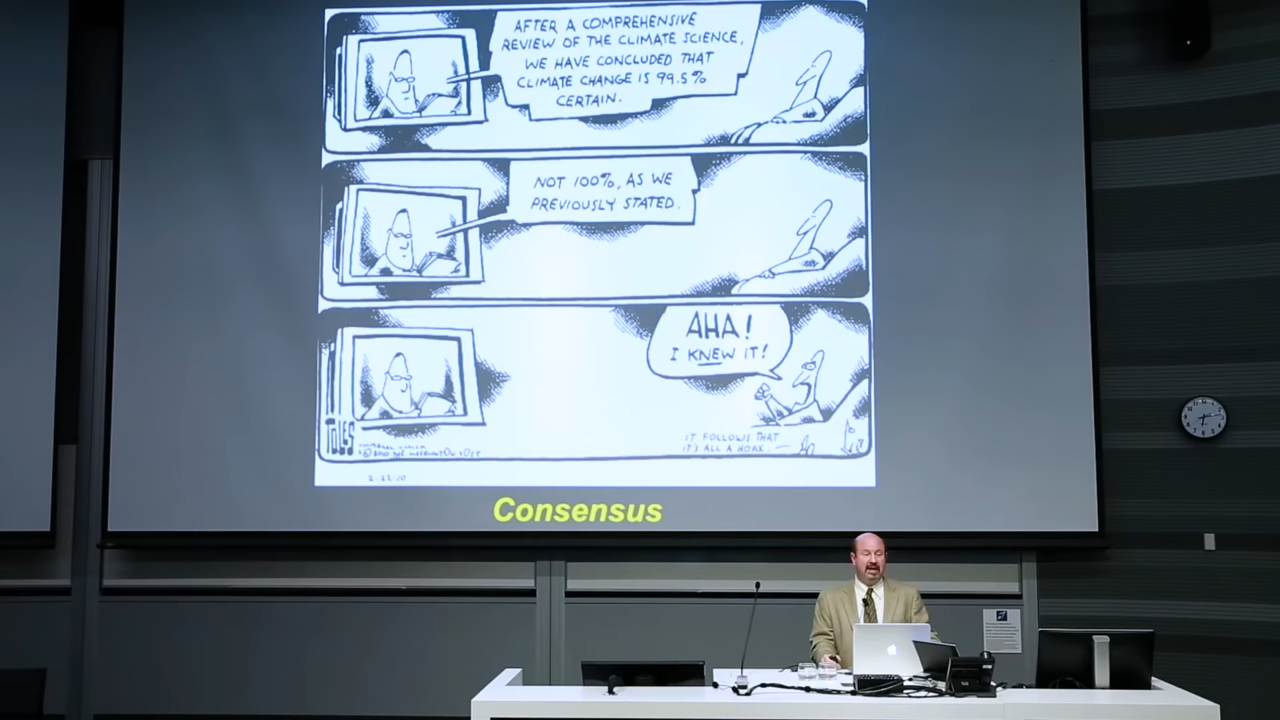 AFTER A COMPREHENSIVE
REVIEW OF THE CLIMATE SCIENCE,
WE HAVE CONCLUDED THAT
CLIMATE CHANGE IS 99.5%
CERTAIN.
NOT 100%, AS WE
PREVIOUSLY STATED.
AHA!
I KNEW IT!
TOLES
IT FOLLOWS THAT
IT'S ALL A HOAX
Consensus